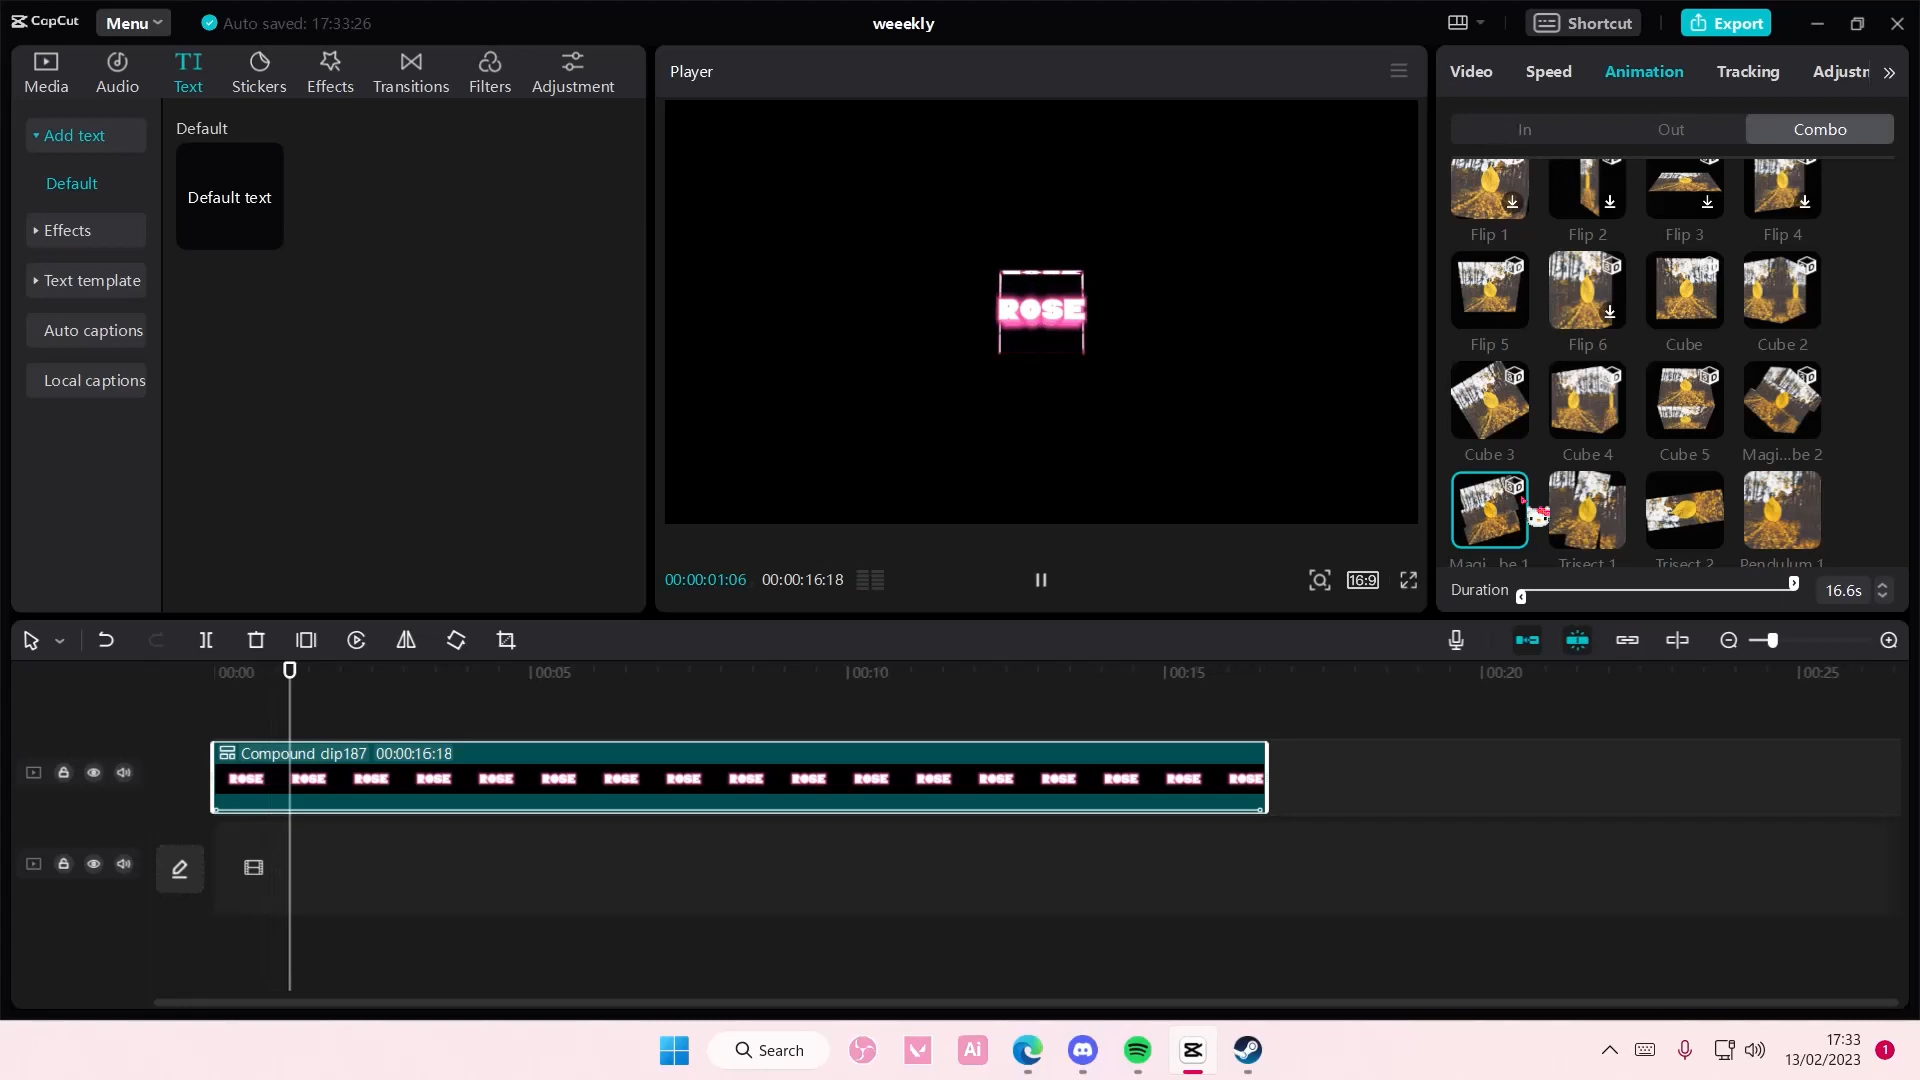 CapCut
Menu
Auto saved: 17:33:26
weeekly
Shortcut
Export
Media
Audio
TI
Text
Stickers
Effects
Transitions
Filters
Adjustment
Add text
Default
Effects
Text template
Auto captions
Local captions
Default
Default text
Player
ROSE
00:00:01:06
00:00:16:18
16:9
Video
Speed
Animation
Tracking
Adjustn
In
Out
Combo
Flip 1
Flip 2
Flip 3
Flip 4
Flip 5
Flip 6
Cube
Cube 2
Cube 3
Cube 4
Cube 5
Magi...be 2
Magi...be 1
Trisect 1
Trisect 2
Pendulum 1
Duration
16.6s
00:00
00:05
00:10
00:15
00:20
00:25
Compound clip187 00:00:16:18
ROSE ROSE ROSE ROSE ROSE ROSE ROSE ROSE ROSE ROSE ROSE ROSE ROSE ROSE ROSE ROSE ROSE
Search
Ai
17:33
13/02/2023
1